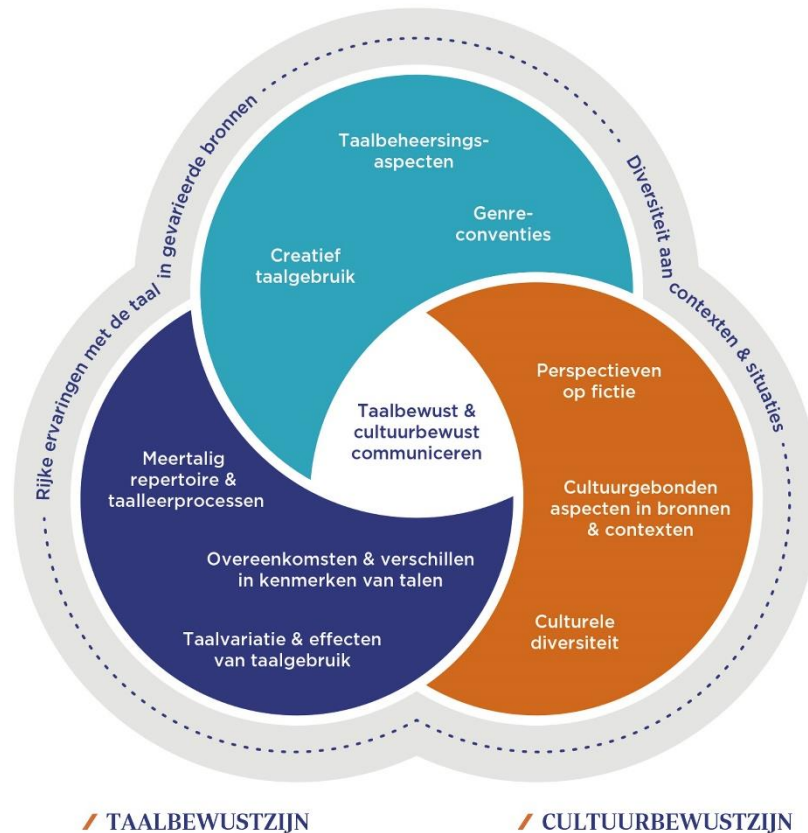 Rijke ervaringen met de taal in gevarieerde bronnen
Diversiteit aan contexten & situaties
Taalbeheersings-
aspecten
Genre-
conventies
Creatief
taalgebruik
Perspectieven
op fictie
Taalbewust &
cultuurbewust
communiceren
Meertalig
repertoire &
taalleerprocessen
Cultuurgebonden
aspecten in bronnen
& contexten
Overeenkomsten & verschillen
in kenmerken van talen
Culturele
diversiteit
Taalvariatie & effecten
van taalgebruik
/ TAALBEWUSTZIJN
/ CULTUURBEWUSTZIJN